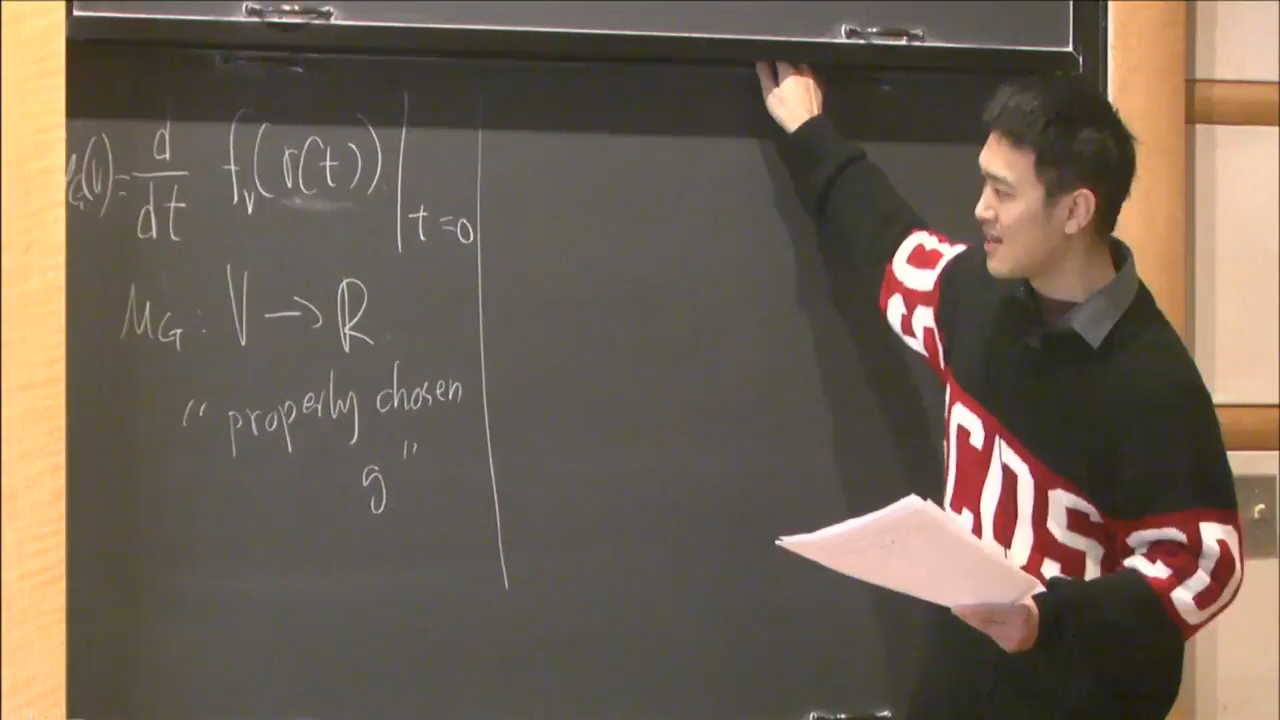 (v) = d/dt f_v(γ(t)) |_{t=0}
M_G : V → R
" properly chosen
g "